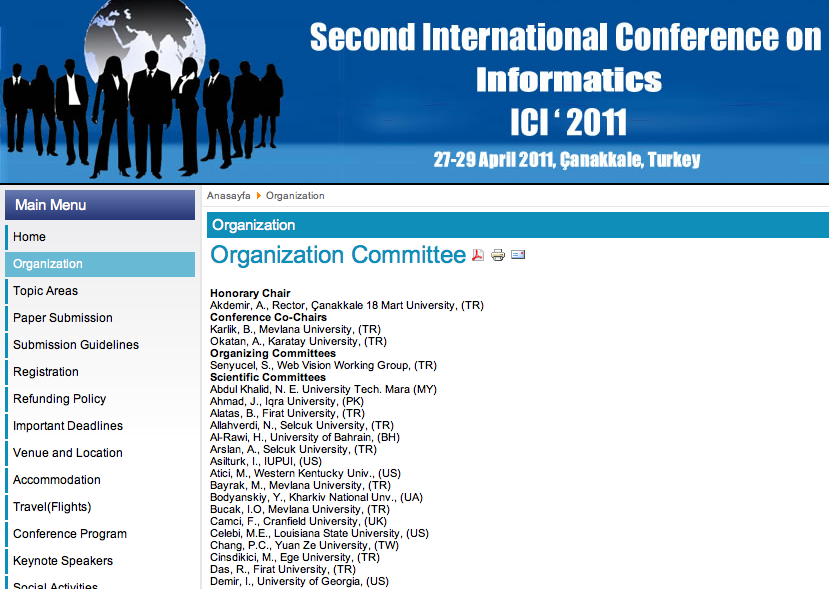 Second International Conference on
Informatics
ICI ‘ 2011
27-29 April 2011, Çanakkale, Turkey
Main Menu
Home
Organization
Topic Areas
Paper Submission
Submission Guidelines
Registration
Refunding Policy
Important Deadlines
Venue and Location
Accommodation
Travel(Flights)
Conference Program
Keynote Speakers
Social Activities
Anasayfa Organization
Organization
Organization Committee
Honorary Chair
Akdemir, A., Rector, Çanakkale 18 Mart University, (TR)
Conference Co-Chairs
Karlik, B., Mevlana University, (TR)
Okatan, A., Karatay University, (TR)
Organizing Committees
Senyucel, S., Web Vision Working Group, (TR)
Scientific Committees
Abdul Khalid, N. E. University Tech. Mara (MY)
Ahmad, J., Iqra University, (PK)
Alatas, B., Firat University, (TR)
Allahverdi, N., Selcuk University, (TR)
Al-Rawi, H., University of Bahrain, (BH)
Arslan, A., Selcuk University, (TR)
Asilturk, I., IUPUI, (US)
Atici, M., Western Kentucky Univ., (US)
Bayrak, M., Mevlana University, (TR)
Bodyanskiy, Y., Kharkiv National Unv., (UA)
Bucak, I.O, Mevlana University, (TR)
Camci, F., Cranfield University, (UK)
Celebi, M.E., Louisiana State University, (US)
Chang, P.C., Yuan Ze University, (TW)
Cinsdikici, M., Ege University, (TR)
Das, R., Firat University, (TR)
Demir, I., University of Georgia, (US)